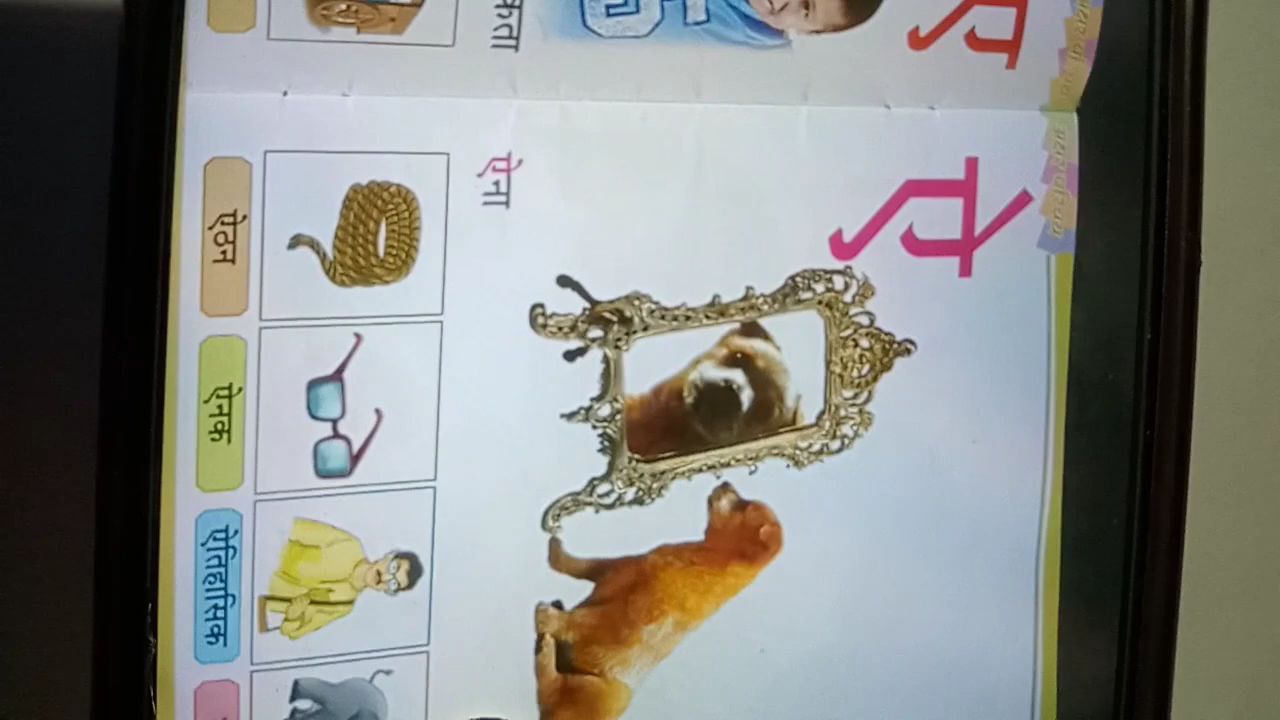 ए
कता
ऐ
ऐना
ऐंठन
ऐनक
ऐतिहासिक